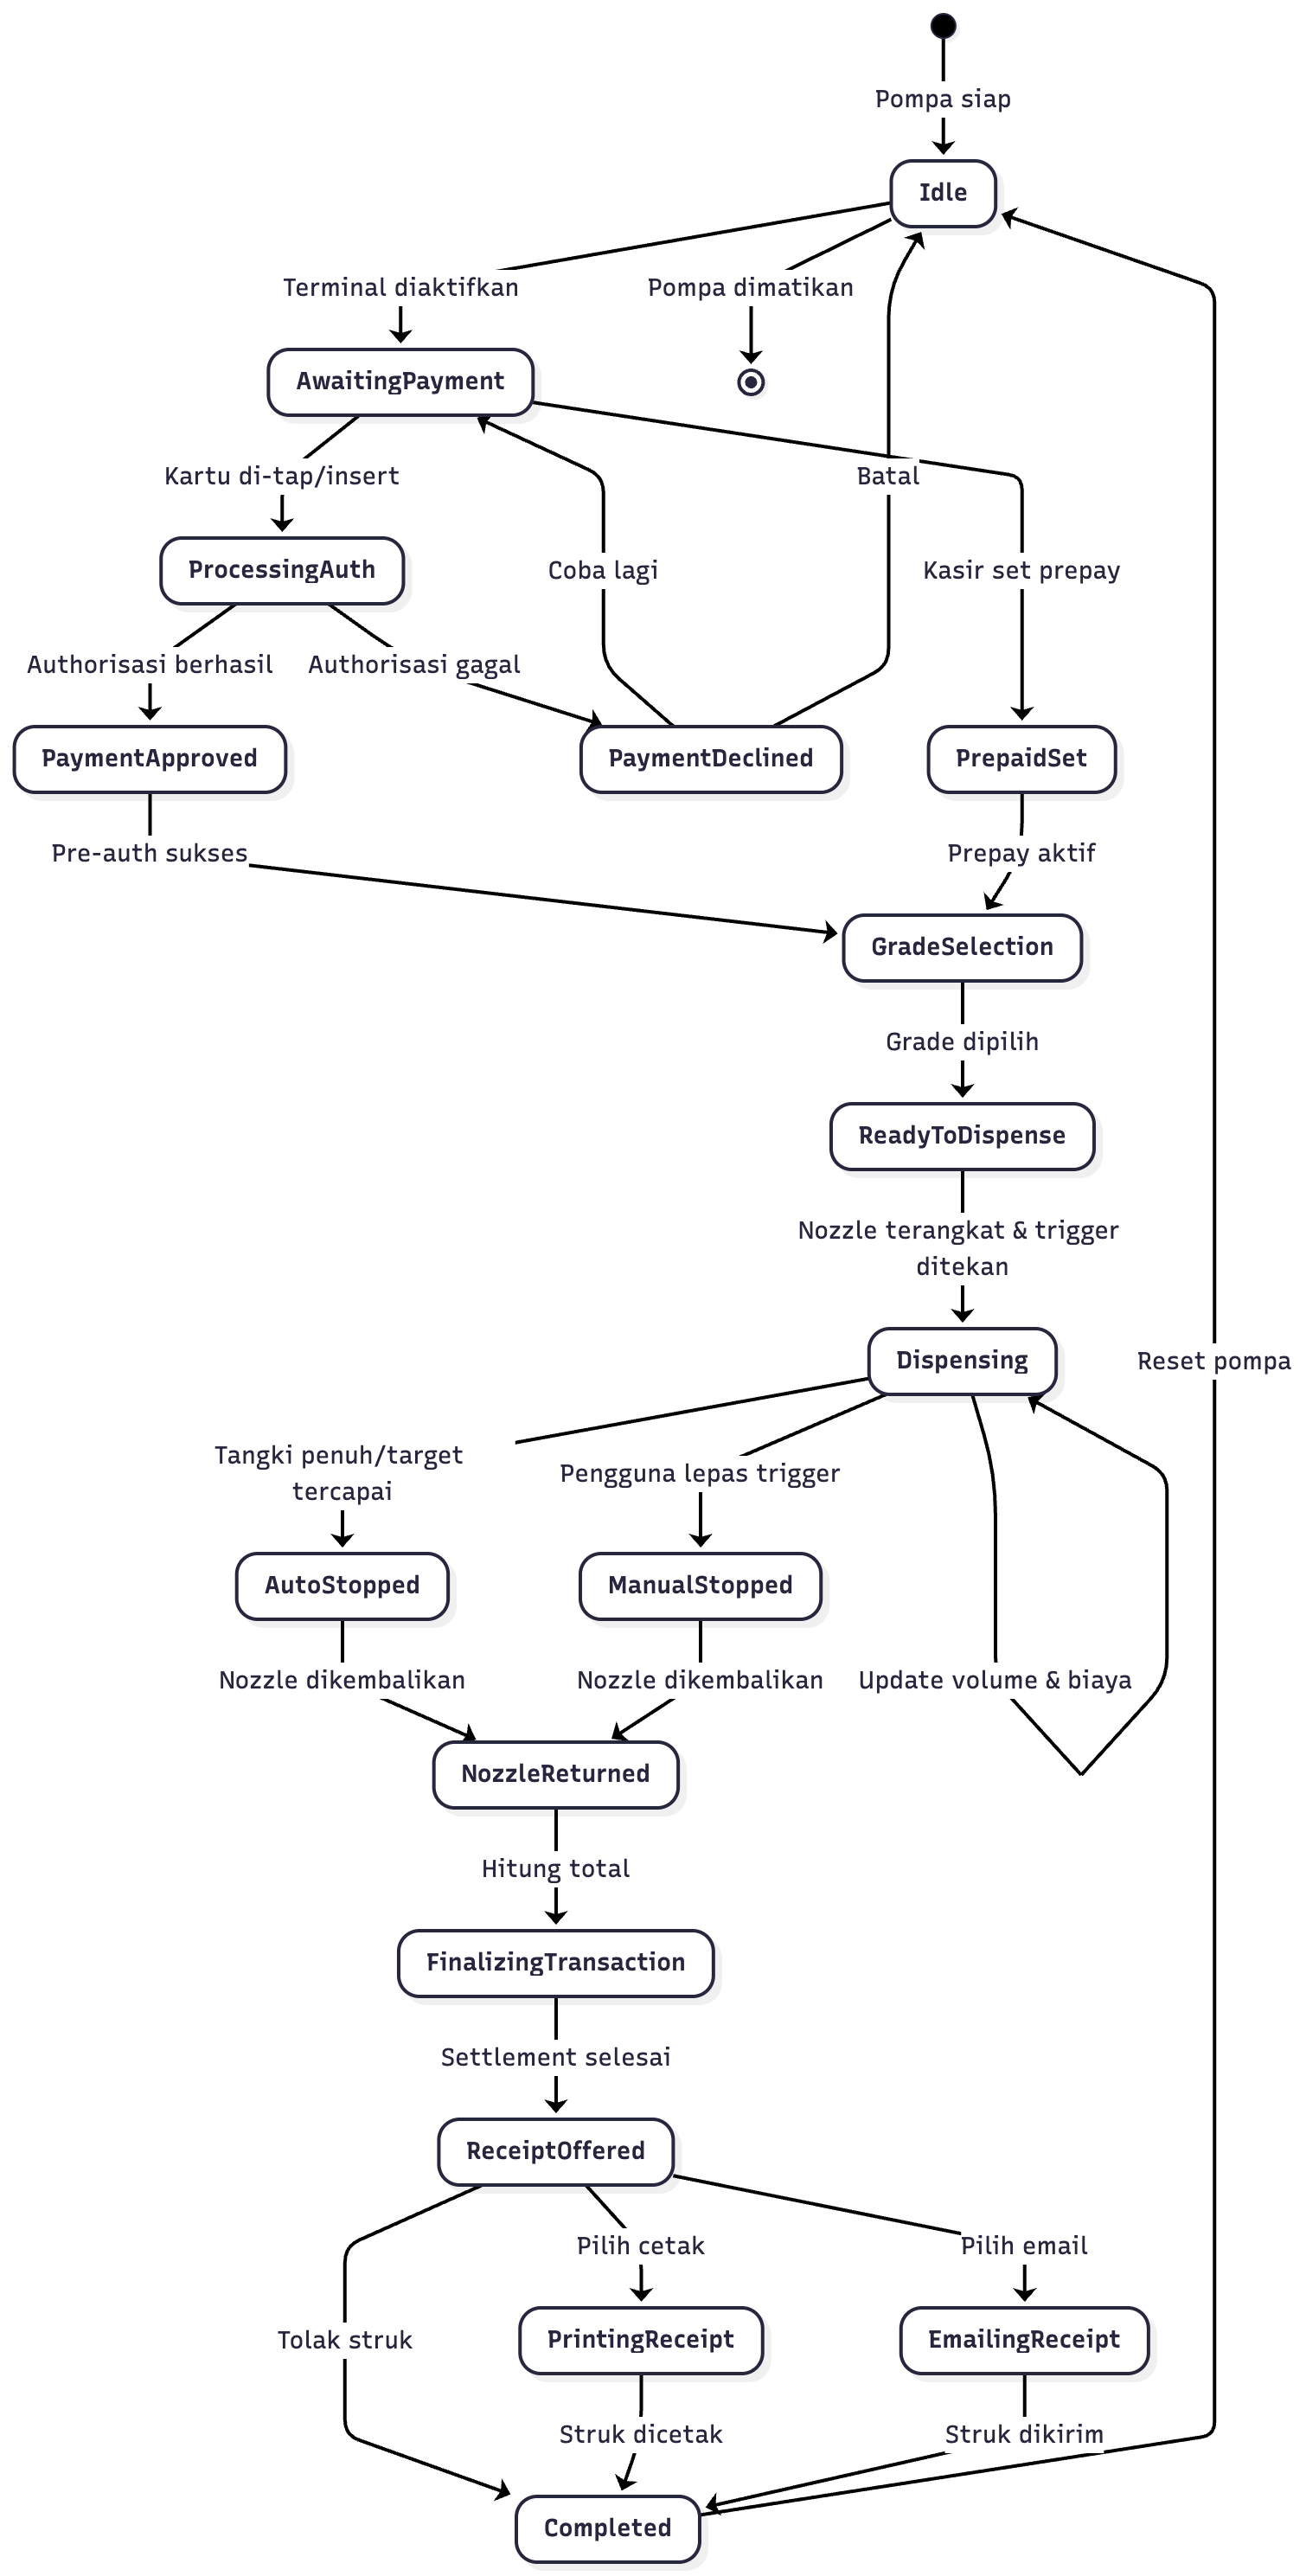 Pompa siap
Idle
Terminal diaktifkan
Pompa dimatikan
AwaitingPayment
Kartu di-tap/insert
Batal
ProcessingAuth
Coba lagi
Kasir set prepay
Authorisasi berhasil
Authorisasi gagal
PaymentApproved
PaymentDeclined
PrepaidSet
Pre-auth sukses
Prepay aktif
GradeSelection
Grade dipilih
ReadyToDispense
Nozzle terangkat & trigger
ditekan
Dispensing
Reset pompa
Tangki penuh/target
tercapai
Pengguna lepas trigger
AutoStopped
ManualStopped
Nozzle dikembalikan
Nozzle dikembalikan
Update volume & biaya
NozzleReturned
Hitung total
FinalizingTransaction
Settlement selesai
ReceiptOffered
Pilih cetak
Pilih email
Tolak struk
PrintingReceipt
EmailingReceipt
Struk dicetak
Struk dikirim
Completed